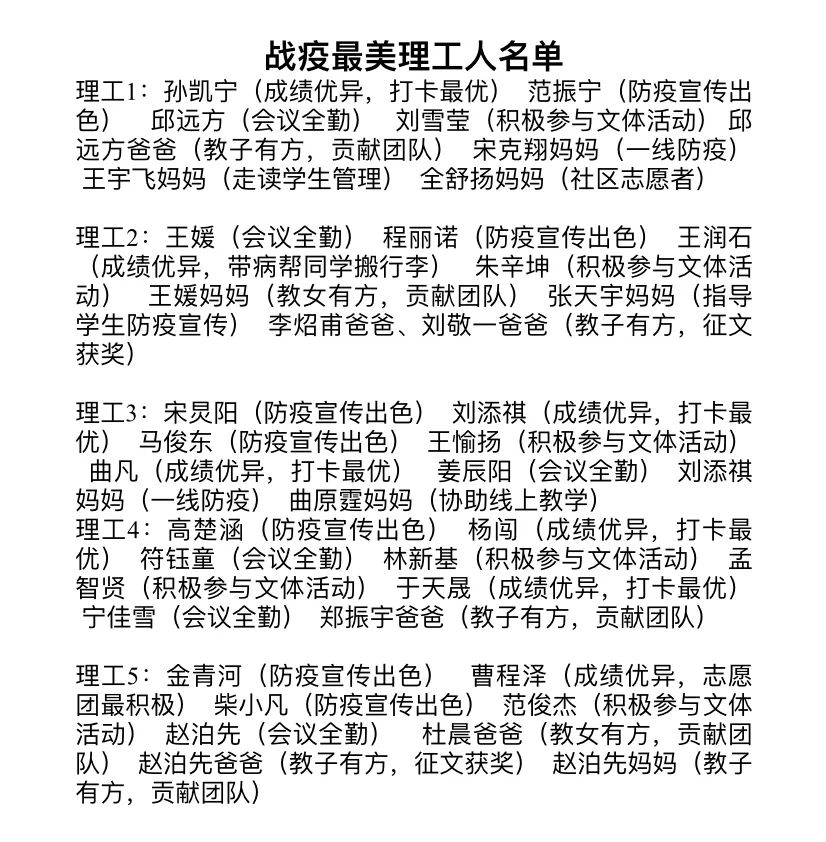 战疫最美理工人名单
理工1：孙凯宁（成绩优异，打卡最优） 范振宁（防疫宣传出
色） 邱远方（会议全勤） 刘雪莹（积极参与文体活动） 邱
远方爸爸（教子有方，贡献团队） 宋克翔妈妈（一线防疫）
王宇飞妈妈（走读学生管理） 全舒扬妈妈（社区志愿者）
理工2：王媛（会议全勤） 程丽诺（防疫宣传出色） 王润石
（成绩优异，带病帮同学搬行李） 朱辛坤（积极参与文体活
动） 王媛妈妈（教女有方，贡献团队） 张天宇妈妈（指导
学生防疫宣传） 李炤甫爸爸、刘敬一爸爸（教子有方，征文
获奖）
理工3：宋炅阳（防疫宣传出色） 刘添祺（成绩优异，打卡最
优） 马俊东（防疫宣传出色） 王愉扬（积极参与文体活动）
曲凡（成绩优异，打卡最优） 姜辰阳（会议全勤） 刘添祺
妈妈（一线防疫） 曲原霆妈妈（协助线上教学）
理工4：高楚涵（防疫宣传出色） 杨闯（成绩优异，打卡最
优） 符钰童（会议全勤） 林新基（积极参与文体活动） 孟
智贤（积极参与文体活动） 于天晟（成绩优异，打卡最优）
宁佳雪（会议全勤） 郑振宇爸爸（教子有方，贡献团队）
理工5：金青河（防疫宣传出色） 曹程泽（成绩优异，志愿
团最积极） 柴小凡（防疫宣传出色） 范俊杰（积极参与文体
活动） 赵泊先（会议全勤） 杜晨爸爸（教女有方，贡献团
队） 赵泊先爸爸（教子有方，征文获奖） 赵泊先妈妈（教子
有方，贡献团队）